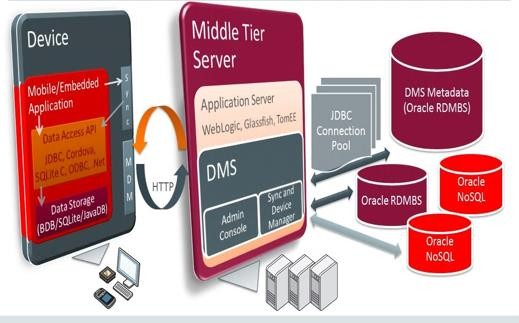 Device
Mobile/Embedded
Application
Data Access API
JDBC, Cordova,
SQLite C, ODBC, .Net
Data Storage
(BDB/SQLite/JavaDB)
Sync
MDM
HTTP
Middle Tier
Server
Application Server
WebLogic, Glassfish, TomEE
DMS
Admin
Console
Sync and
Device
Manager
JDBC
Connection
Pool
DMS Metadata
(Oracle RDMBS)
Oracle RDMBS
Oracle
NoSQL
Oracle
NoSQL